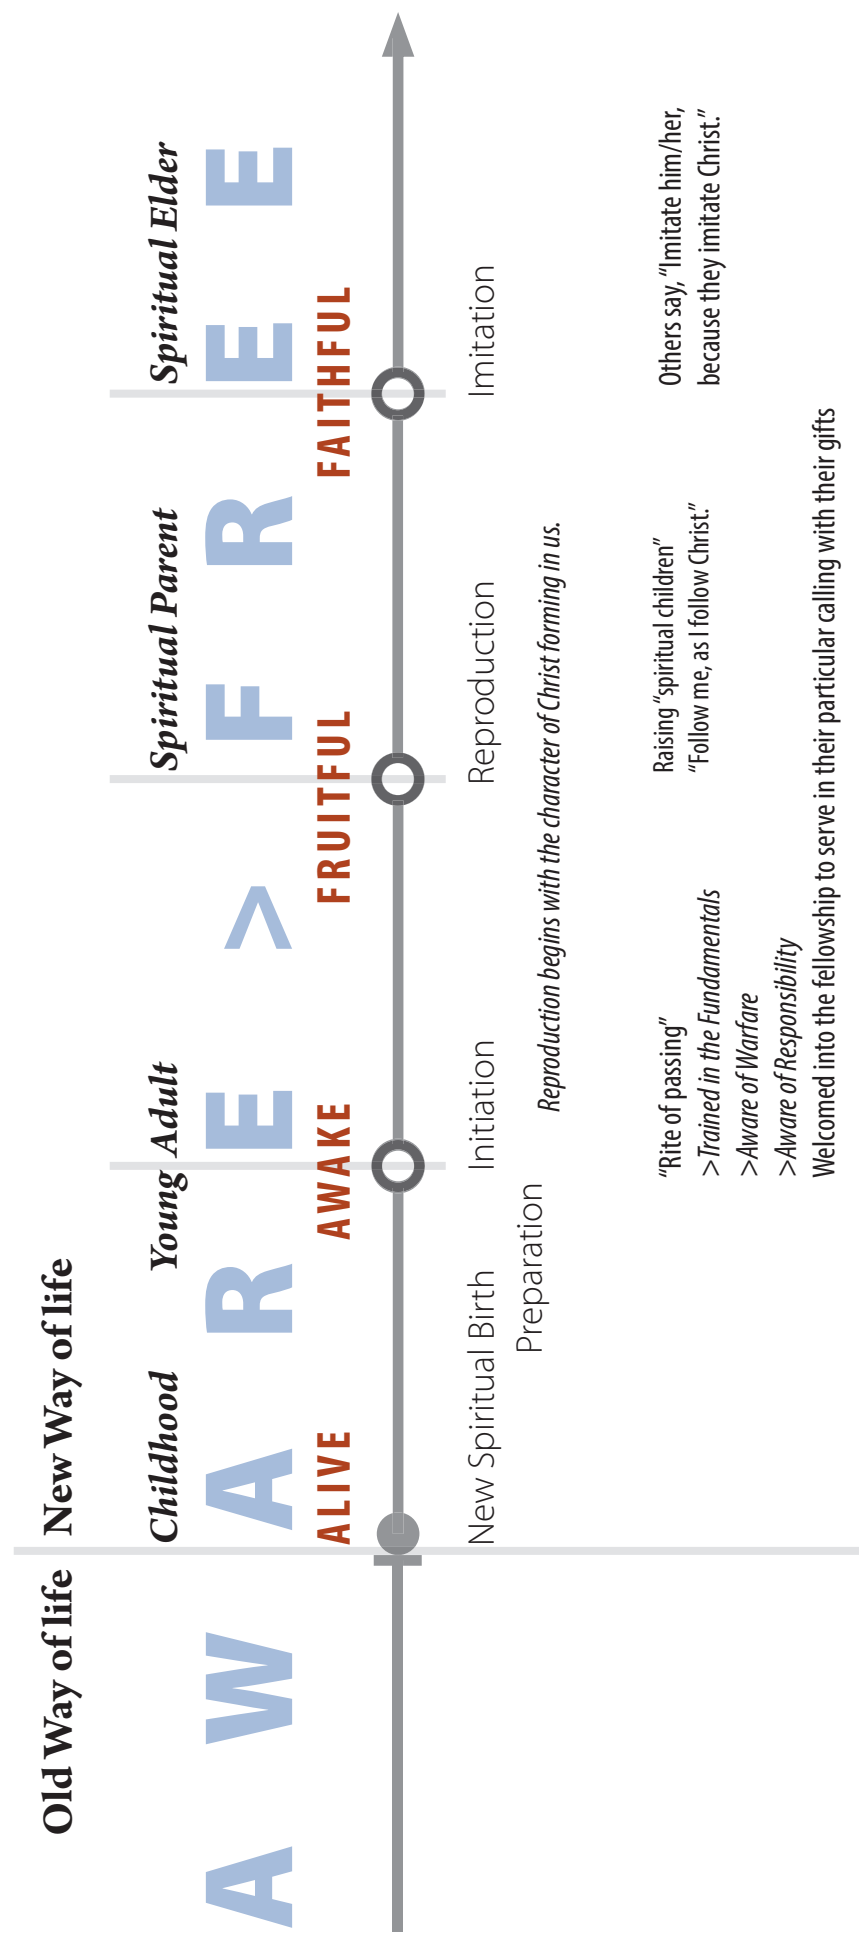 Old Way of life
New Way of life
Childhood
Young Adult
Spiritual Parent
Spiritual Elder
A W A R E > F R E E
ALIVE
AWAKE
FRUITFUL
FAITHFUL
New Spiritual Birth
Initiation
Reproduction
Imitation
Preparation
Reproduction begins with the character of Christ forming in us.
“Rite of passing”
>Trained in the Fundamentals
>Aware of Warfare
>Aware of Responsibility
Welcomed into the fellowship to serve in their particular calling with their gifts
Raising “spiritual children”
“Follow me, as I follow Christ.”
Others say, “Imitate him/her,
because they imitate Christ.”